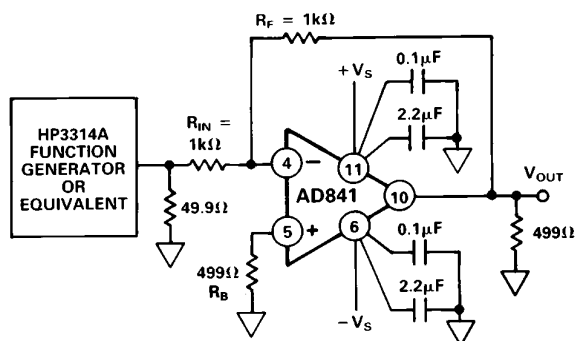 R_F = 1kΩ
0.1μF
+V_S
2.2μF
HP3314A
FUNCTION
GENERATOR
OR
EQUIVALENT
R_IN =
1kΩ
4
−
11
V_OUT
AD841
10
49.9Ω
5
+
6
0.1μF
499Ω
499Ω
R_B
2.2μF
−V_S